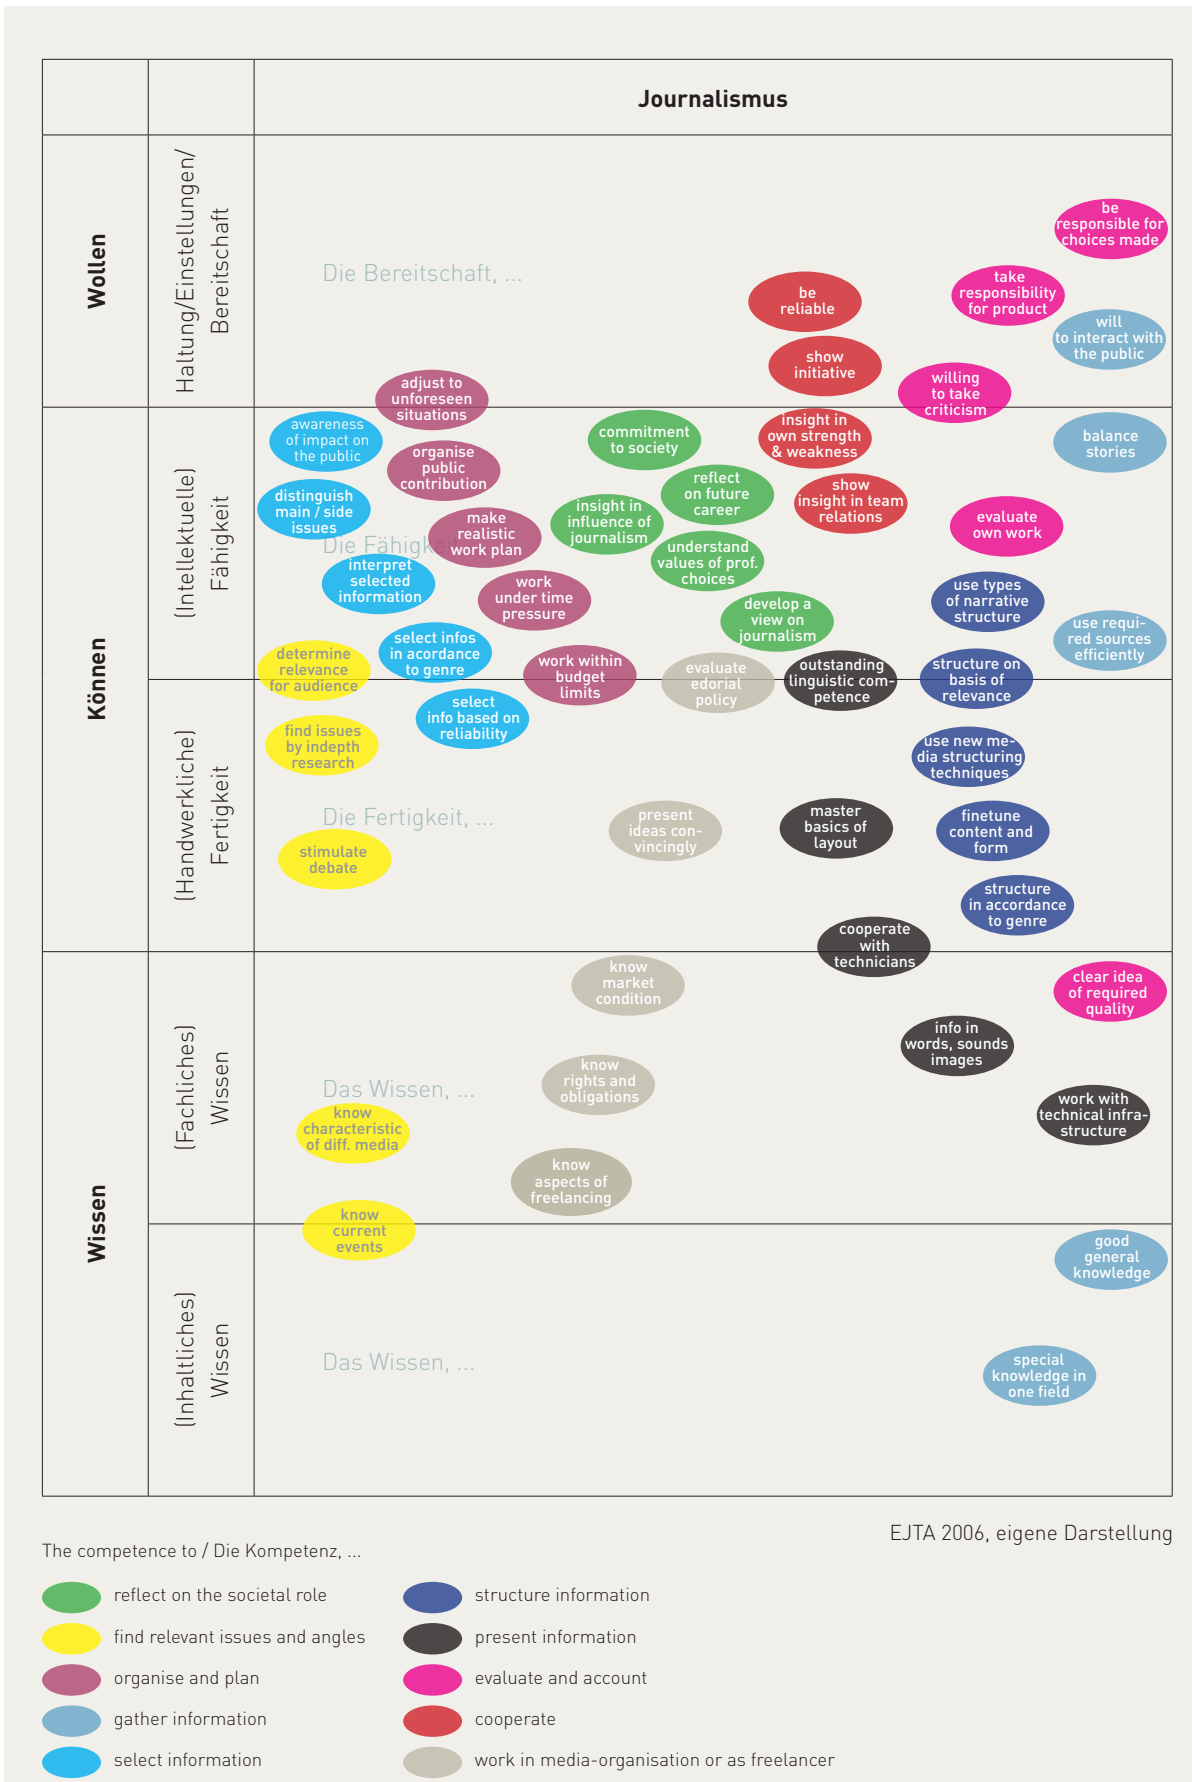 Journalismus
Wollen
Haltung/Einstellungen/
Bereitschaft
Die Bereitschaft, ...
be
responsible for
choices made
take
responsibility
for product
be
reliable
will
to interact with
the public
show
initiative
willing
to take
criticism
adjust to
unforeseen
situations
Können
(Intellektuelle)
Fähigkeit
Die Fähigke
awareness
of impact on
the public
commitment
to society
insight in
own strength
& weakness
balance
stories
organise
public
contribution
reflect
on future
career
show
insight in team
relations
distinguish
main / side
issues
insight in
influence of
journalism
make
realistic
work plan
evaluate
own work
understand
values of prof.
choices
interpret
selected
information
work
under time
pressure
use types
of narrative
structure
develop a
view on
journalism
use requi-
red sources
efficiently
select infos
in acordance
to genre
determine
relevance
for audience
work within
budget
limits
evaluate
edorial
policy
outstanding
linguistic com-
petence
structure on
basis of
relevance
(Handwerkliche)
Fertigkeit
Die Fertigkeit, ...
select
info based on
reliability
find issues
by indepth
research
use new me-
dia structuring
techniques
present
ideas con-
vincingly
master
basics of
layout
finetune
content and
form
stimulate
debate
structure
in accordance
to genre
cooperate
with
technicians
Wissen
(Fachliches)
Wissen
Das Wissen, ...
know
market
condition
clear idea
of required
quality
info in
words, sounds
images
know
rights and
obligations
work with
technical infra-
structure
know
characteristic
of diff. media
know
aspects of
freelancing
know
current
events
(Inhaltliches)
Wissen
Das Wissen, ...
good
general
knowledge
special
knowledge in
one field
EJTA 2006, eigene Darstellung
The competence to / Die Kompetenz, ...
reflect on the societal role
find relevant issues and angles
organise and plan
gather information
select information
structure information
present information
evaluate and account
cooperate
work in media-organisation or as freelancer